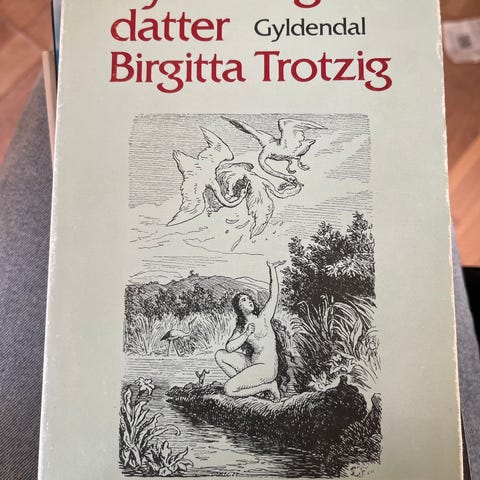 datter Gyldendal
Birgitta Trotzig